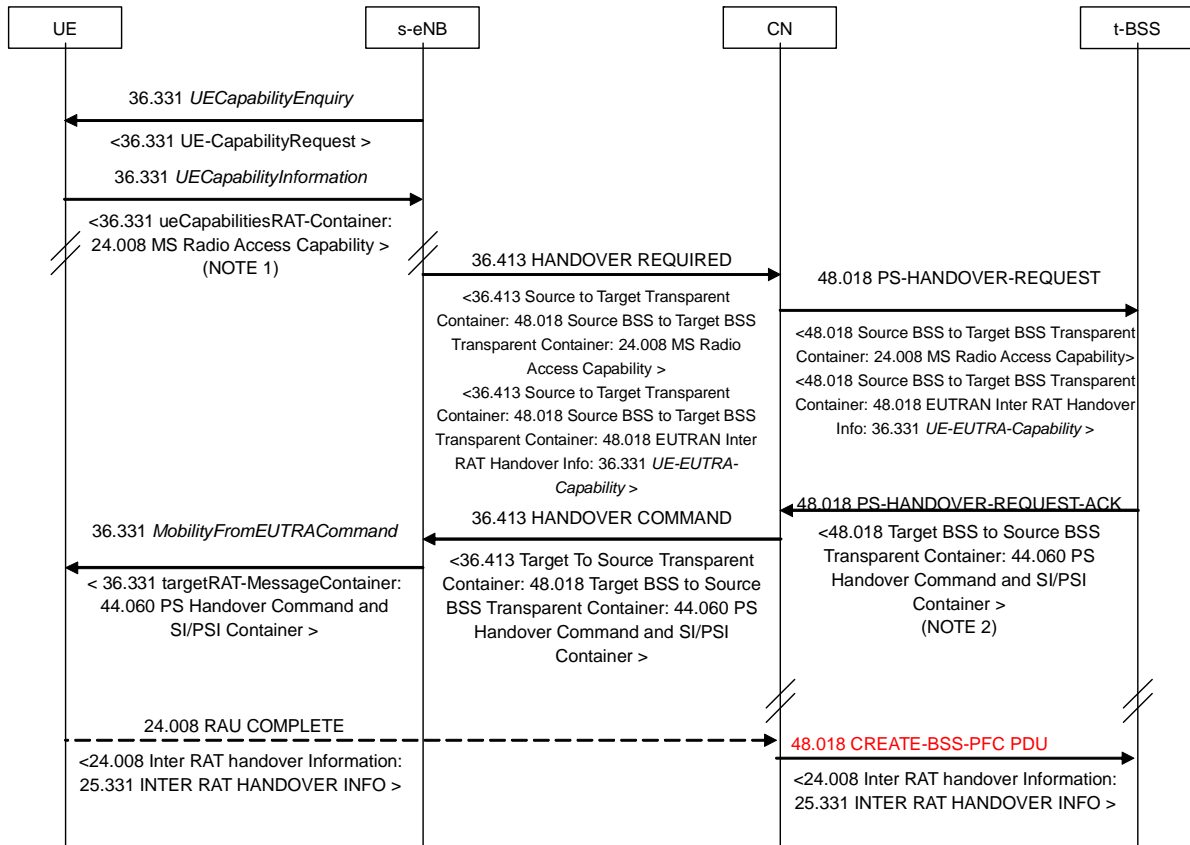 UE
s-eNB
CN
t-BSS
36.331 UECapabilityEnquiry
<36.331 UE-CapabilityRequest >
36.331 UECapabilityInformation
<36.331 ueCapabilitiesRAT-Container:
24.008 MS Radio Access Capability >
(NOTE 1)
36.413 HANDOVER REQUIRED
<36.413 Source to Target Transparent
Container: 48.018 Source BSS to Target BSS
Transparent Container: 24.008 MS Radio
Access Capability >
<36.413 Source to Target Transparent
Container: 48.018 Source BSS to Target BSS
Transparent Container: 48.018 EUTRAN Inter
RAT Handover Info: 36.331 UE-EUTRA-
Capability >
48.018 PS-HANDOVER-REQUEST
<48.018 Source BSS to Target BSS Transparent
Container: 24.008 MS Radio Access Capability>
<48.018 Source BSS to Target BSS Transparent
Container: 48.018 EUTRAN Inter RAT Handover
Info: 36.331 UE-EUTRA-Capability >
48.018 PS-HANDOVER-REQUEST-ACK
<48.018 Target BSS to Source BSS
Transparent Container: 44.060 PS
Handover Command and SI/PSI
Container >
(NOTE 2)
36.413 HANDOVER COMMAND
<36.413 Target To Source Transparent
Container: 48.018 Target BSS to Source
BSS Transparent Container: 44.060 PS
Handover Command and SI/PSI
Container >
36.331 MobilityFromEUTRACommand
< 36.331 targetRAT-MessageContainer:
44.060 PS Handover Command and
SI/PSI Container >
24.008 RAU COMPLETE
<24.008 Inter RAT handover Information:
25.331 INTER RAT HANDOVER INFO >
48.018 CREATE-BSS-PFC PDU
<24.008 Inter RAT handover Information:
25.331 INTER RAT HANDOVER INFO >